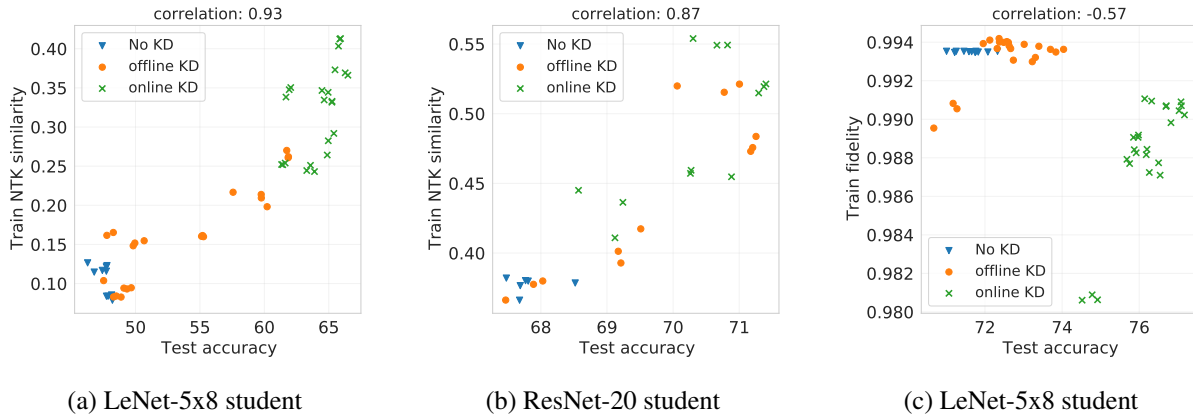 correlation: 0.93
0.40
0.35
0.30
0.25
0.20
0.15
0.10
Train NTK similarity
No KD
offline KD
online KD
50
55
60
65
Test accuracy
(a) LeNet-5x8 student
correlation: 0.87
0.55
0.50
0.45
0.40
Train NTK similarity
No KD
offline KD
online KD
68
69
70
71
Test accuracy
(b) ResNet-20 student
correlation: -0.57
0.994
0.992
0.990
0.988
0.986
0.984
0.982
0.980
Train fidelity
No KD
offline KD
online KD
72
74
76
Test accuracy
(c) LeNet-5x8 student